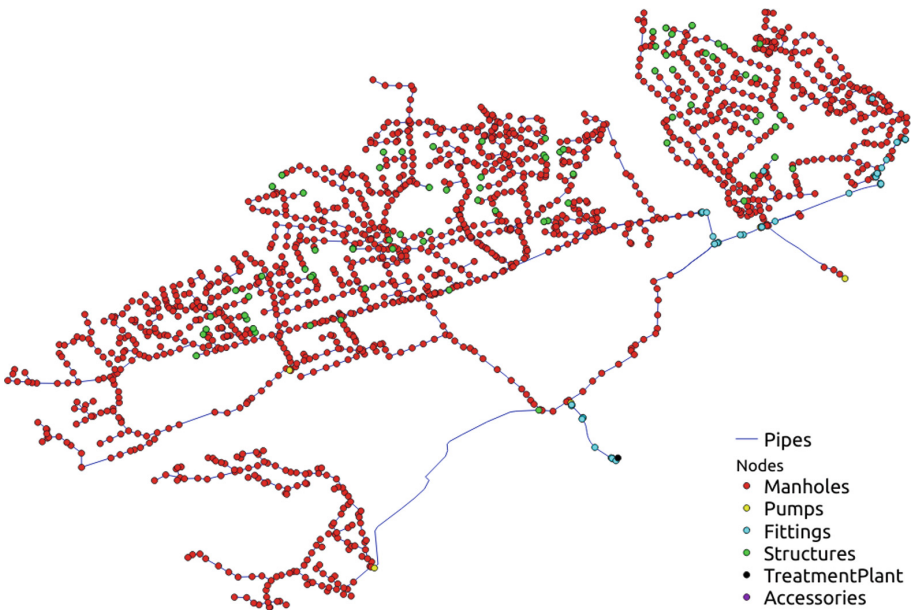 Pipes
Nodes
Manholes
Pumps
Fittings
Structures
TreatmentPlant
Accessories